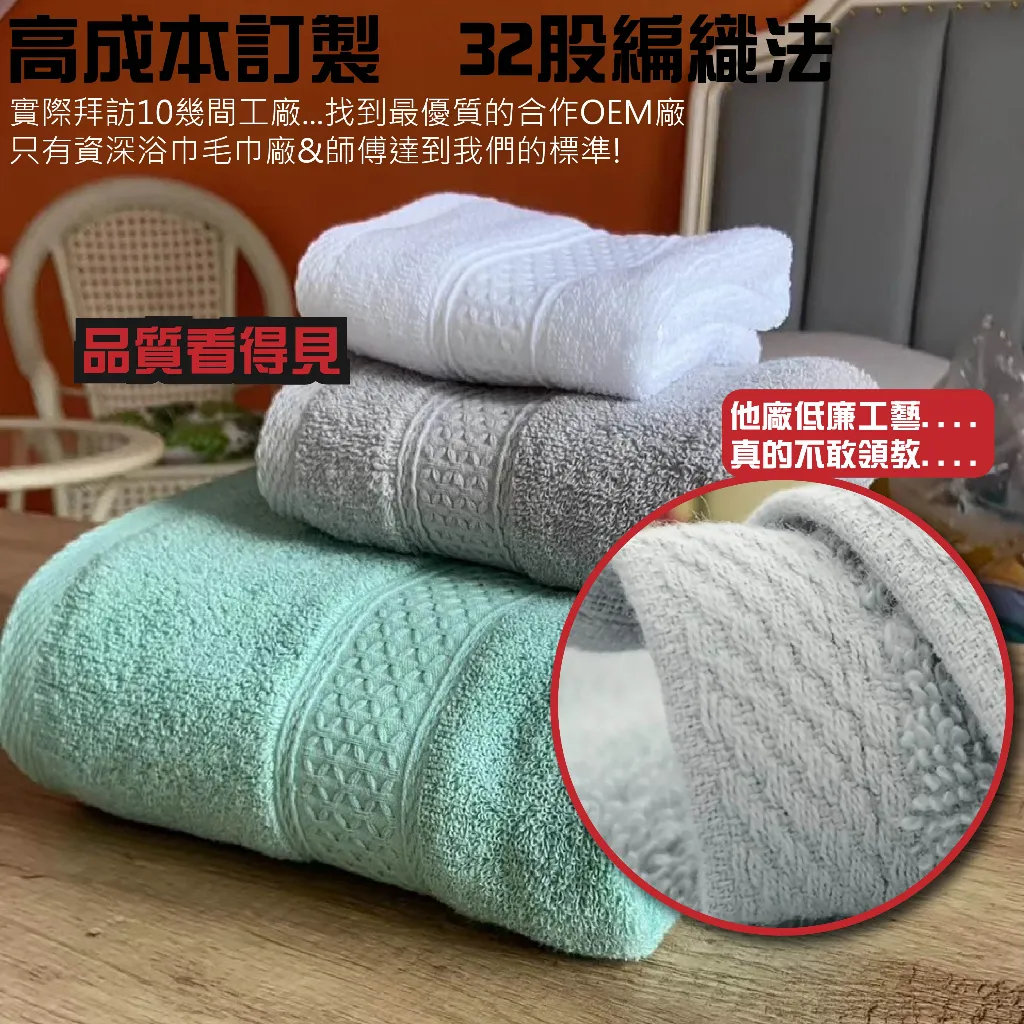 高成本訂製 32股編織法
實際拜訪10幾間工廠...找到最優質的合作OEM廠
只有資深浴巾毛巾廠&師傅達到我們的標準!
品質看得見
他廠低廉工藝....
真的不敢領教....